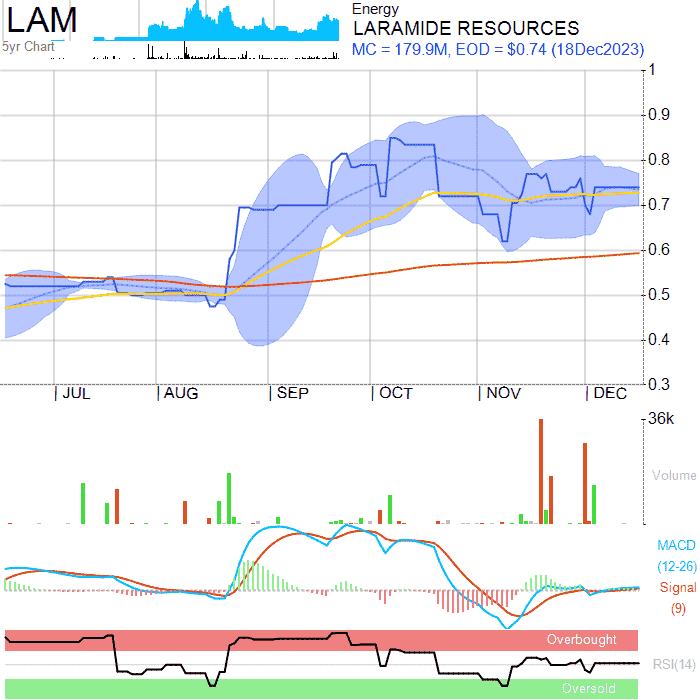 LAM
5yr Chart
Energy
LARAMIDE RESOURCES
MC = 179.9M, EOD = $0.74 (18Dec2023)
1
0.9
0.8
0.7
0.6
0.5
0.4
0.3
JUL AUG SEP OCT NOV DEC
36k
Volume
MACD
(12-26)
Signal
(9)
Overbought
RSI(14)
Oversold